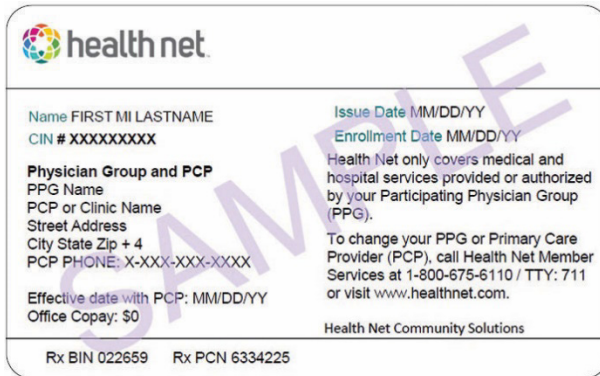 health net.
Name FIRST MI LASTNAME
CIN # XXXXXXXXX
Physician Group and PCP
PPG Name
PCP or Clinic Name
Street Address
City State Zip + 4
PCP PHONE: X-XXX-XXX-XXXX
Effective date with PCP: MM/DD/YY
Office Copay: $0
Issue Date MM/DD/YY
Enrollment Date MM/DD/YY
Health Net only covers medical and
hospital services provided or authorized
by your Participating Physician Group
(PPG).
To change your PPG or Primary Care
Provider (PCP), call Health Net Member
Services at 1-800-675-6110 / TTY: 711
or visit www.healthnet.com.
Health Net Community Solutions
Rx BIN 022659 Rx PCN 6334225
SAMPLE